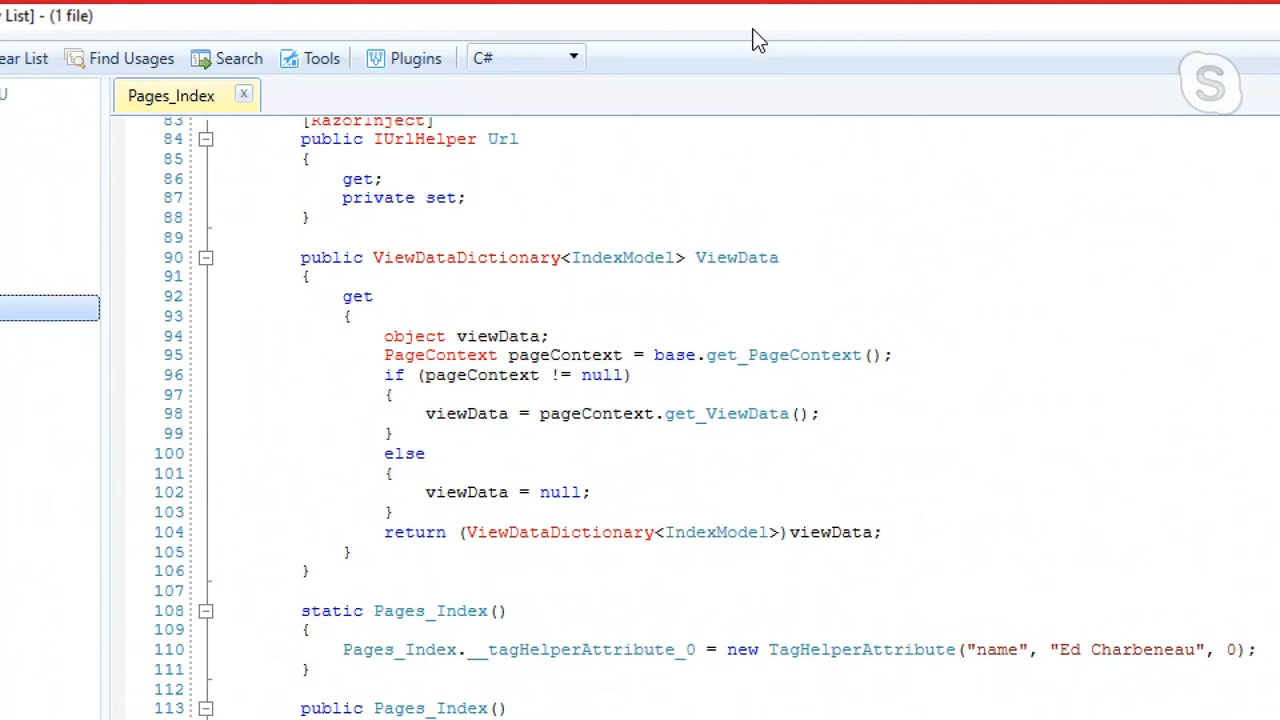 List] - (1 file)
ear List Find Usages Search Tools Plugins C#
U
Pages_Index x
83 [RazorInject]
84 public IUrlHelper Url
85 {
86 get;
87 private set;
88 }
89
90 public ViewDataDictionary<IndexModel> ViewData
91 {
92 get
93 {
94 object viewData;
95 PageContext pageContext = base.get_PageContext();
96 if (pageContext != null)
97 {
98 viewData = pageContext.get_ViewData();
99 }
100 else
101 {
102 viewData = null;
103 }
104 return (ViewDataDictionary<IndexModel>)viewData;
105 }
106 }
107
108 static Pages_Index()
109 {
110 Pages_Index.__tagHelperAttribute_0 = new TagHelperAttribute("name", "Ed Charbeneau", 0);
111 }
112
113 public Pages_Index()